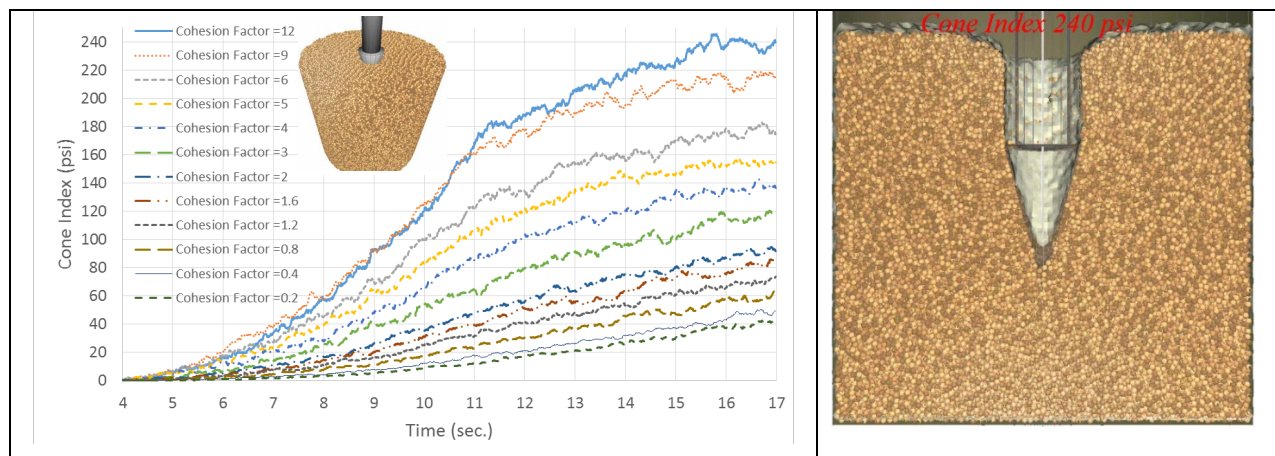 240
220
200
180
160
140
120
100
80
60
40
20
0
Cone Index (psi)
Cohesion Factor =12
Cohesion Factor =9
Cohesion Factor =6
Cohesion Factor =5
Cohesion Factor =4
Cohesion Factor =3
Cohesion Factor =2
Cohesion Factor =1.6
Cohesion Factor =1.2
Cohesion Factor =0.8
Cohesion Factor =0.4
Cohesion Factor =0.2
4 5 6 7 8 9 10 11 12 13 14 15 16 17
Time (sec.)
Cone Index 240 psi